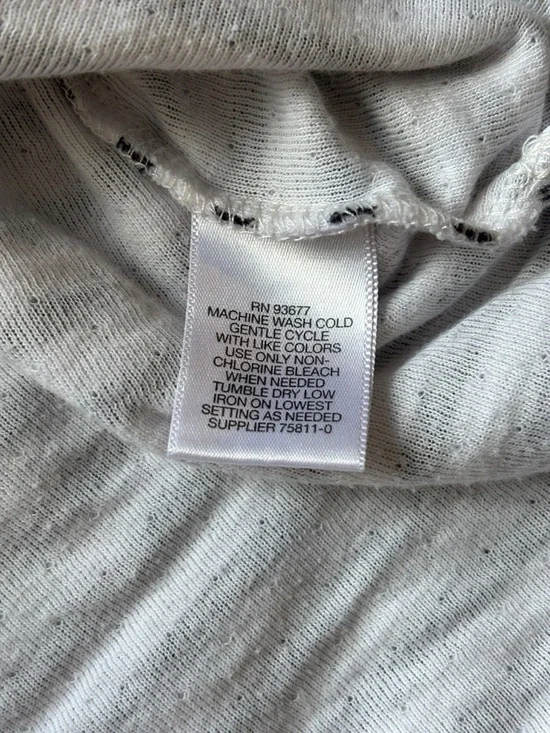 RN 93677
MACHINE WASH COLD
GENTLE CYCLE
WITH LIKE COLORS
USE ONLY NON-
CHLORINE BLEACH
WHEN NEEDED
TUMBLE DRY LOW
IRON ON LOWEST
SETTING AS NEEDED
SUPPLIER 75811-0